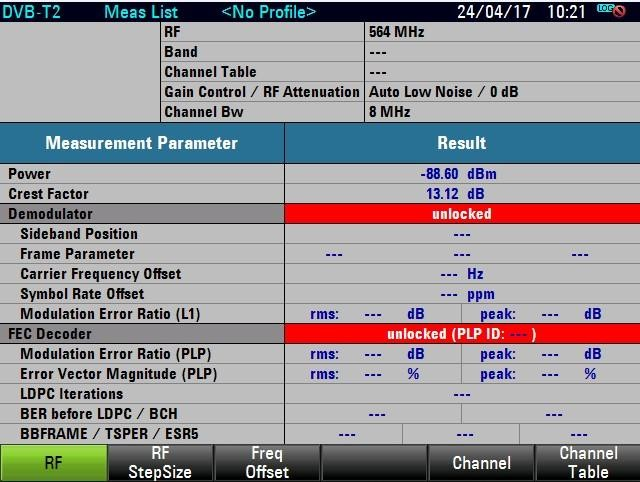 DVB-T2 Meas List <No Profile> 24/04/17 10:21 LOG
RF 564 MHz
Band ---
Channel Table ---
Gain Control / RF Attenuation Auto Low Noise / 0 dB
Channel Bw 8 MHz
Measurement Parameter Result
Power -88.60 dBm
Crest Factor 13.12 dB
Demodulator unlocked
Sideband Position ---
Frame Parameter --- --- ---
Carrier Frequency Offset --- Hz
Symbol Rate Offset --- ppm
Modulation Error Ratio (L1) rms: --- dB peak: --- dB
FEC Decoder unlocked (PLP ID: --- )
Modulation Error Ratio (PLP) rms: --- dB peak: --- dB
Error Vector Magnitude (PLP) rms: --- % peak: --- %
LDPC Iterations ---
BER before LDPC / BCH --- ---
BBFRAME / TSPER / ESR5 --- --- ---
RF
RF StepSize
Freq Offset
Channel
Channel Table